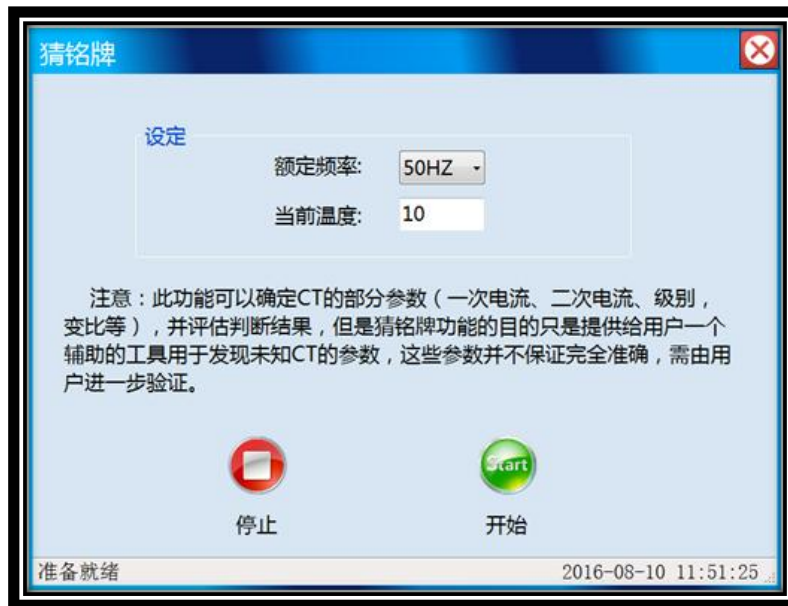 猜铭牌
设定
额定频率: 50HZ
当前温度: 10
注意：此功能可以确定CT的部分参数（一次电流、二次电流、级别，
变比等），并评估判断结果，但是猜铭牌功能的目的只是提供给用户一个
辅助的工具用于发现未知CT的参数，这些参数并不保证完全准确，需由用
户进一步验证。
Start
停止 开始
准备就绪 2016-08-10 11:51:25